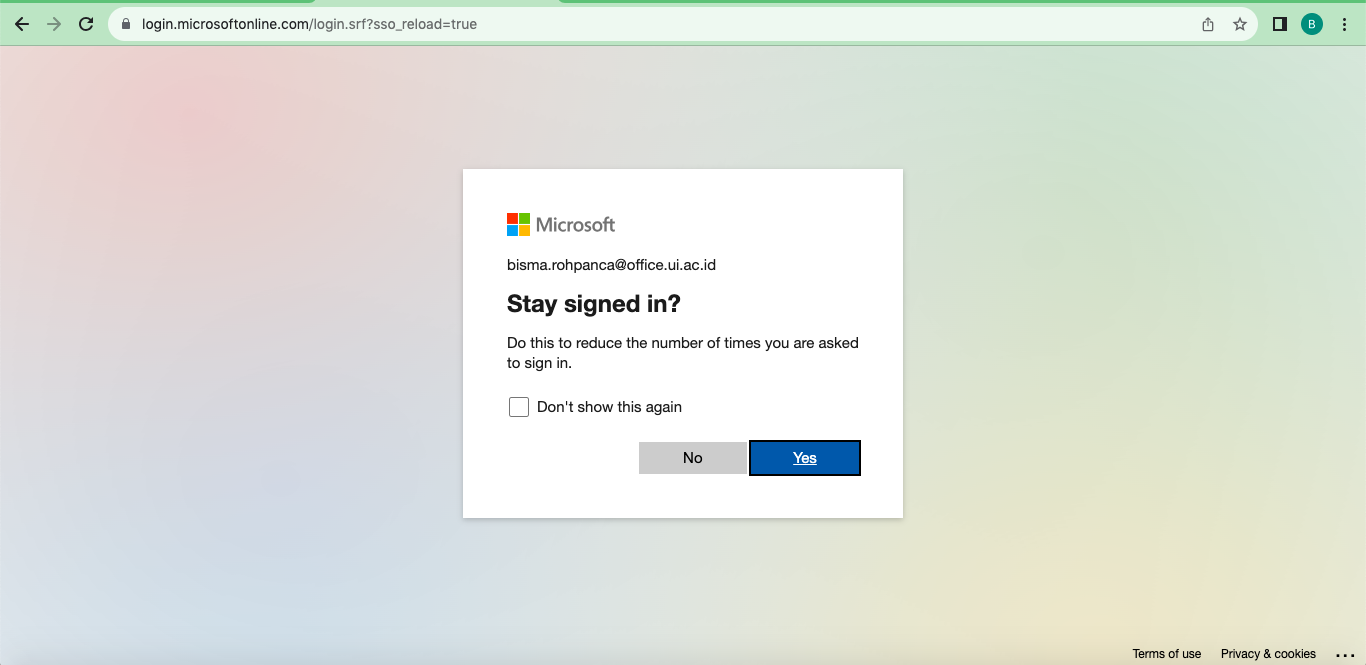 login.microsoftonline.com/login.srf?sso_reload=true
B
Microsoft
bisma.rohpanca@office.ui.ac.id
Stay signed in?
Do this to reduce the number of times you are asked
to sign in.
Don't show this again
No Yes
Terms of use Privacy & cookies ...